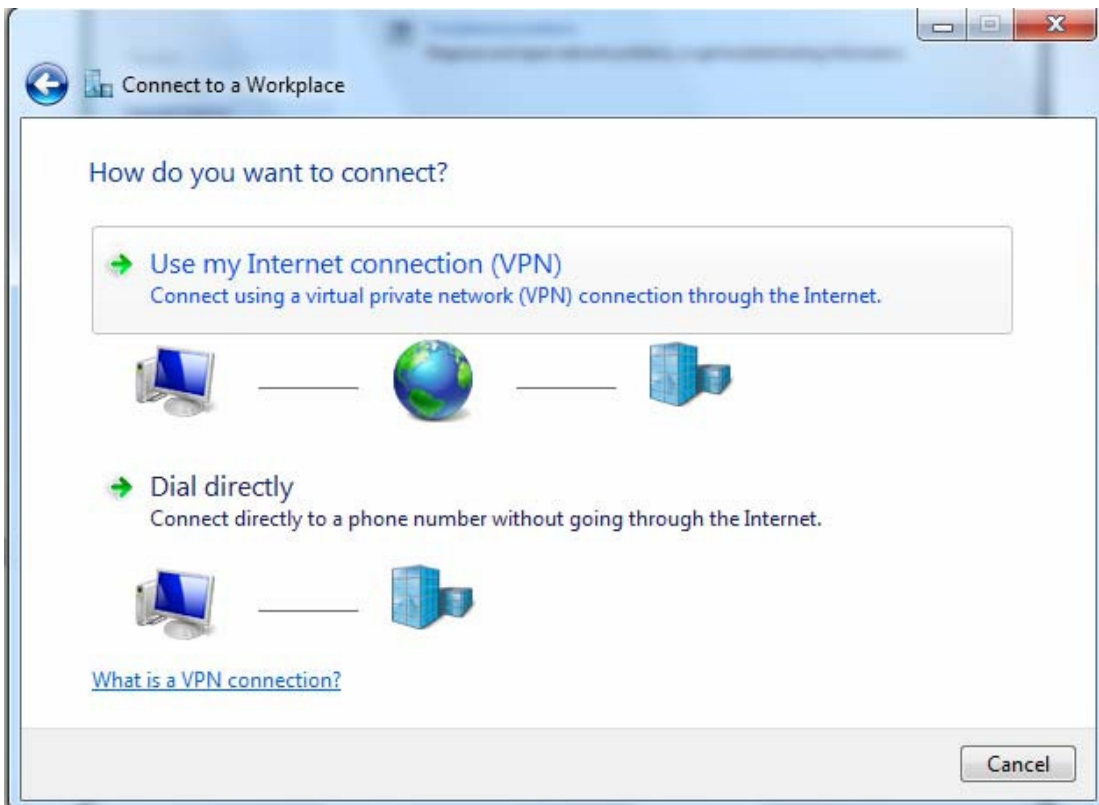 Connect to a Workplace
How do you want to connect?
Use my Internet connection (VPN)
Connect using a virtual private network (VPN) connection through the Internet.
Dial directly
Connect directly to a phone number without going through the Internet.
What is a VPN connection?
Cancel